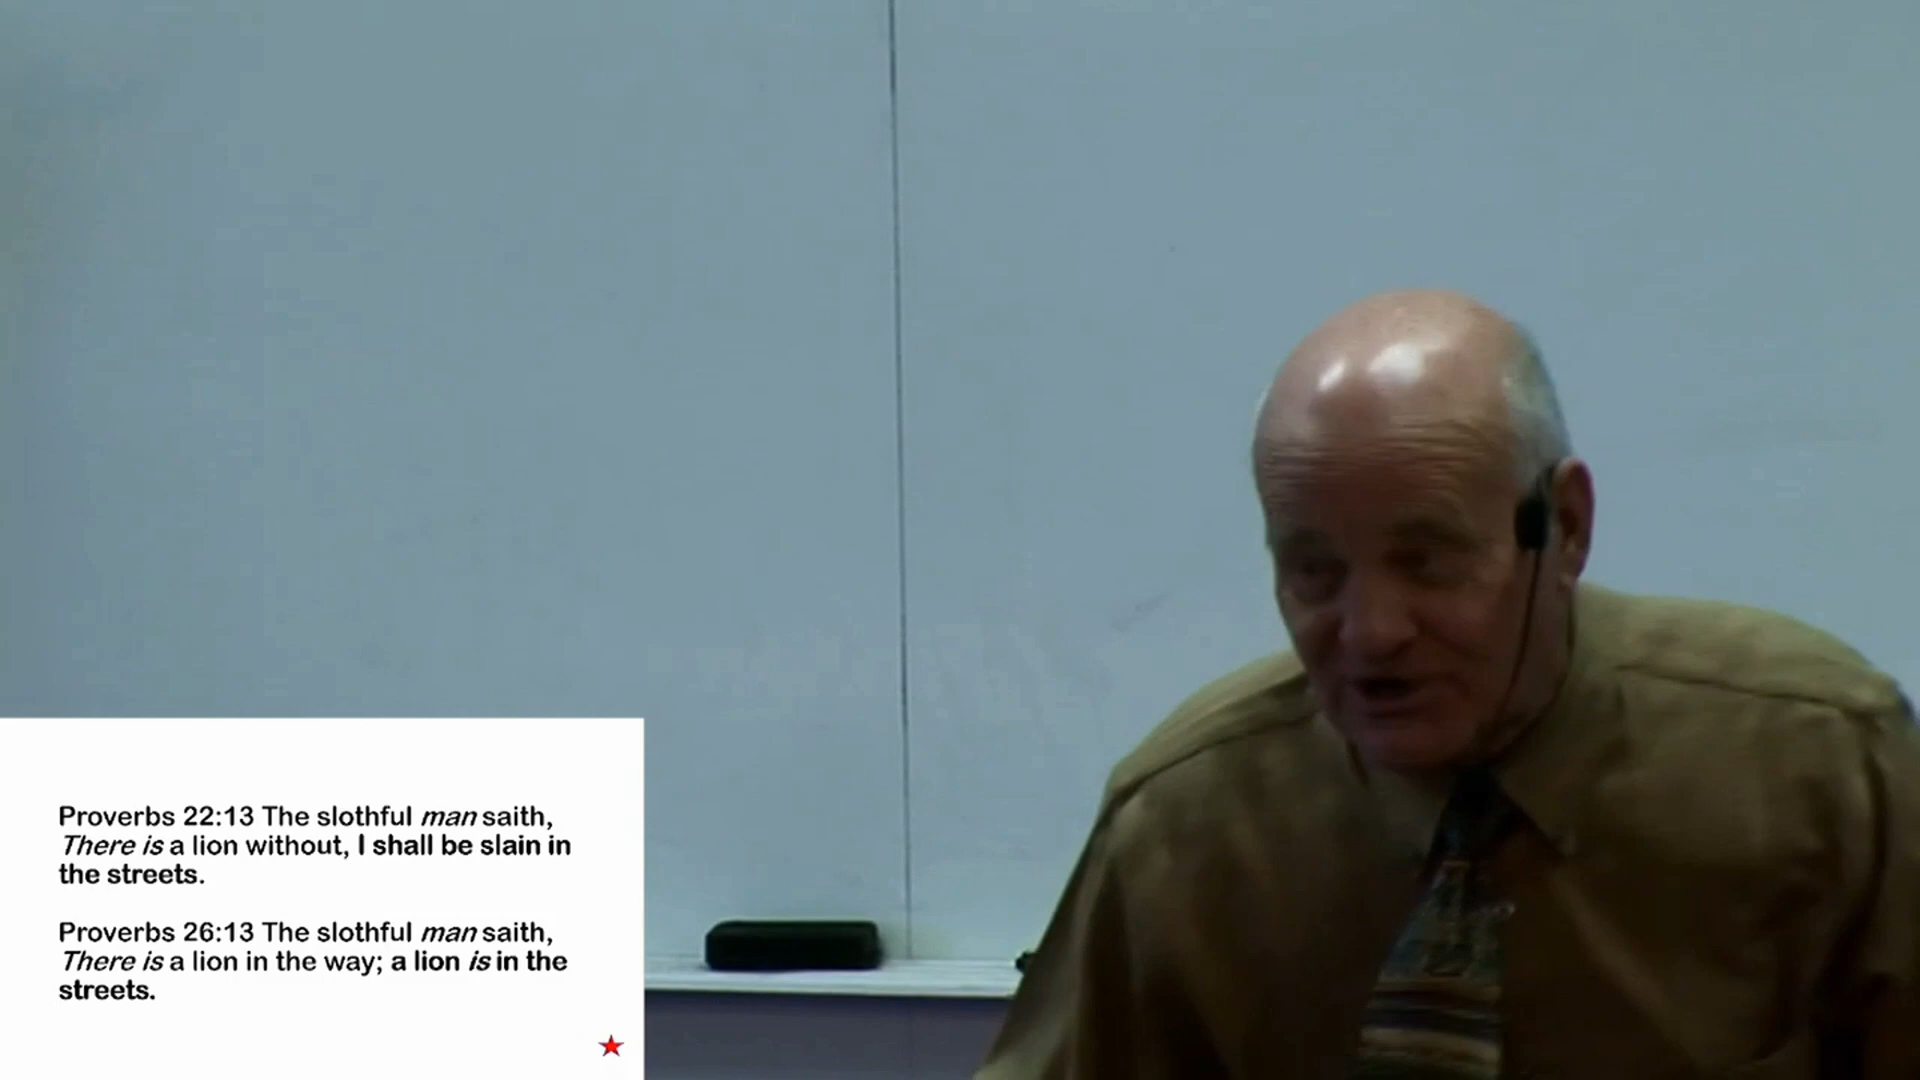 Proverbs 22:13 The slothful man saith,
There is a lion without, I shall be slain in
the streets.
Proverbs 26:13 The slothful man saith,
There is a lion in the way; a lion is in the
streets.